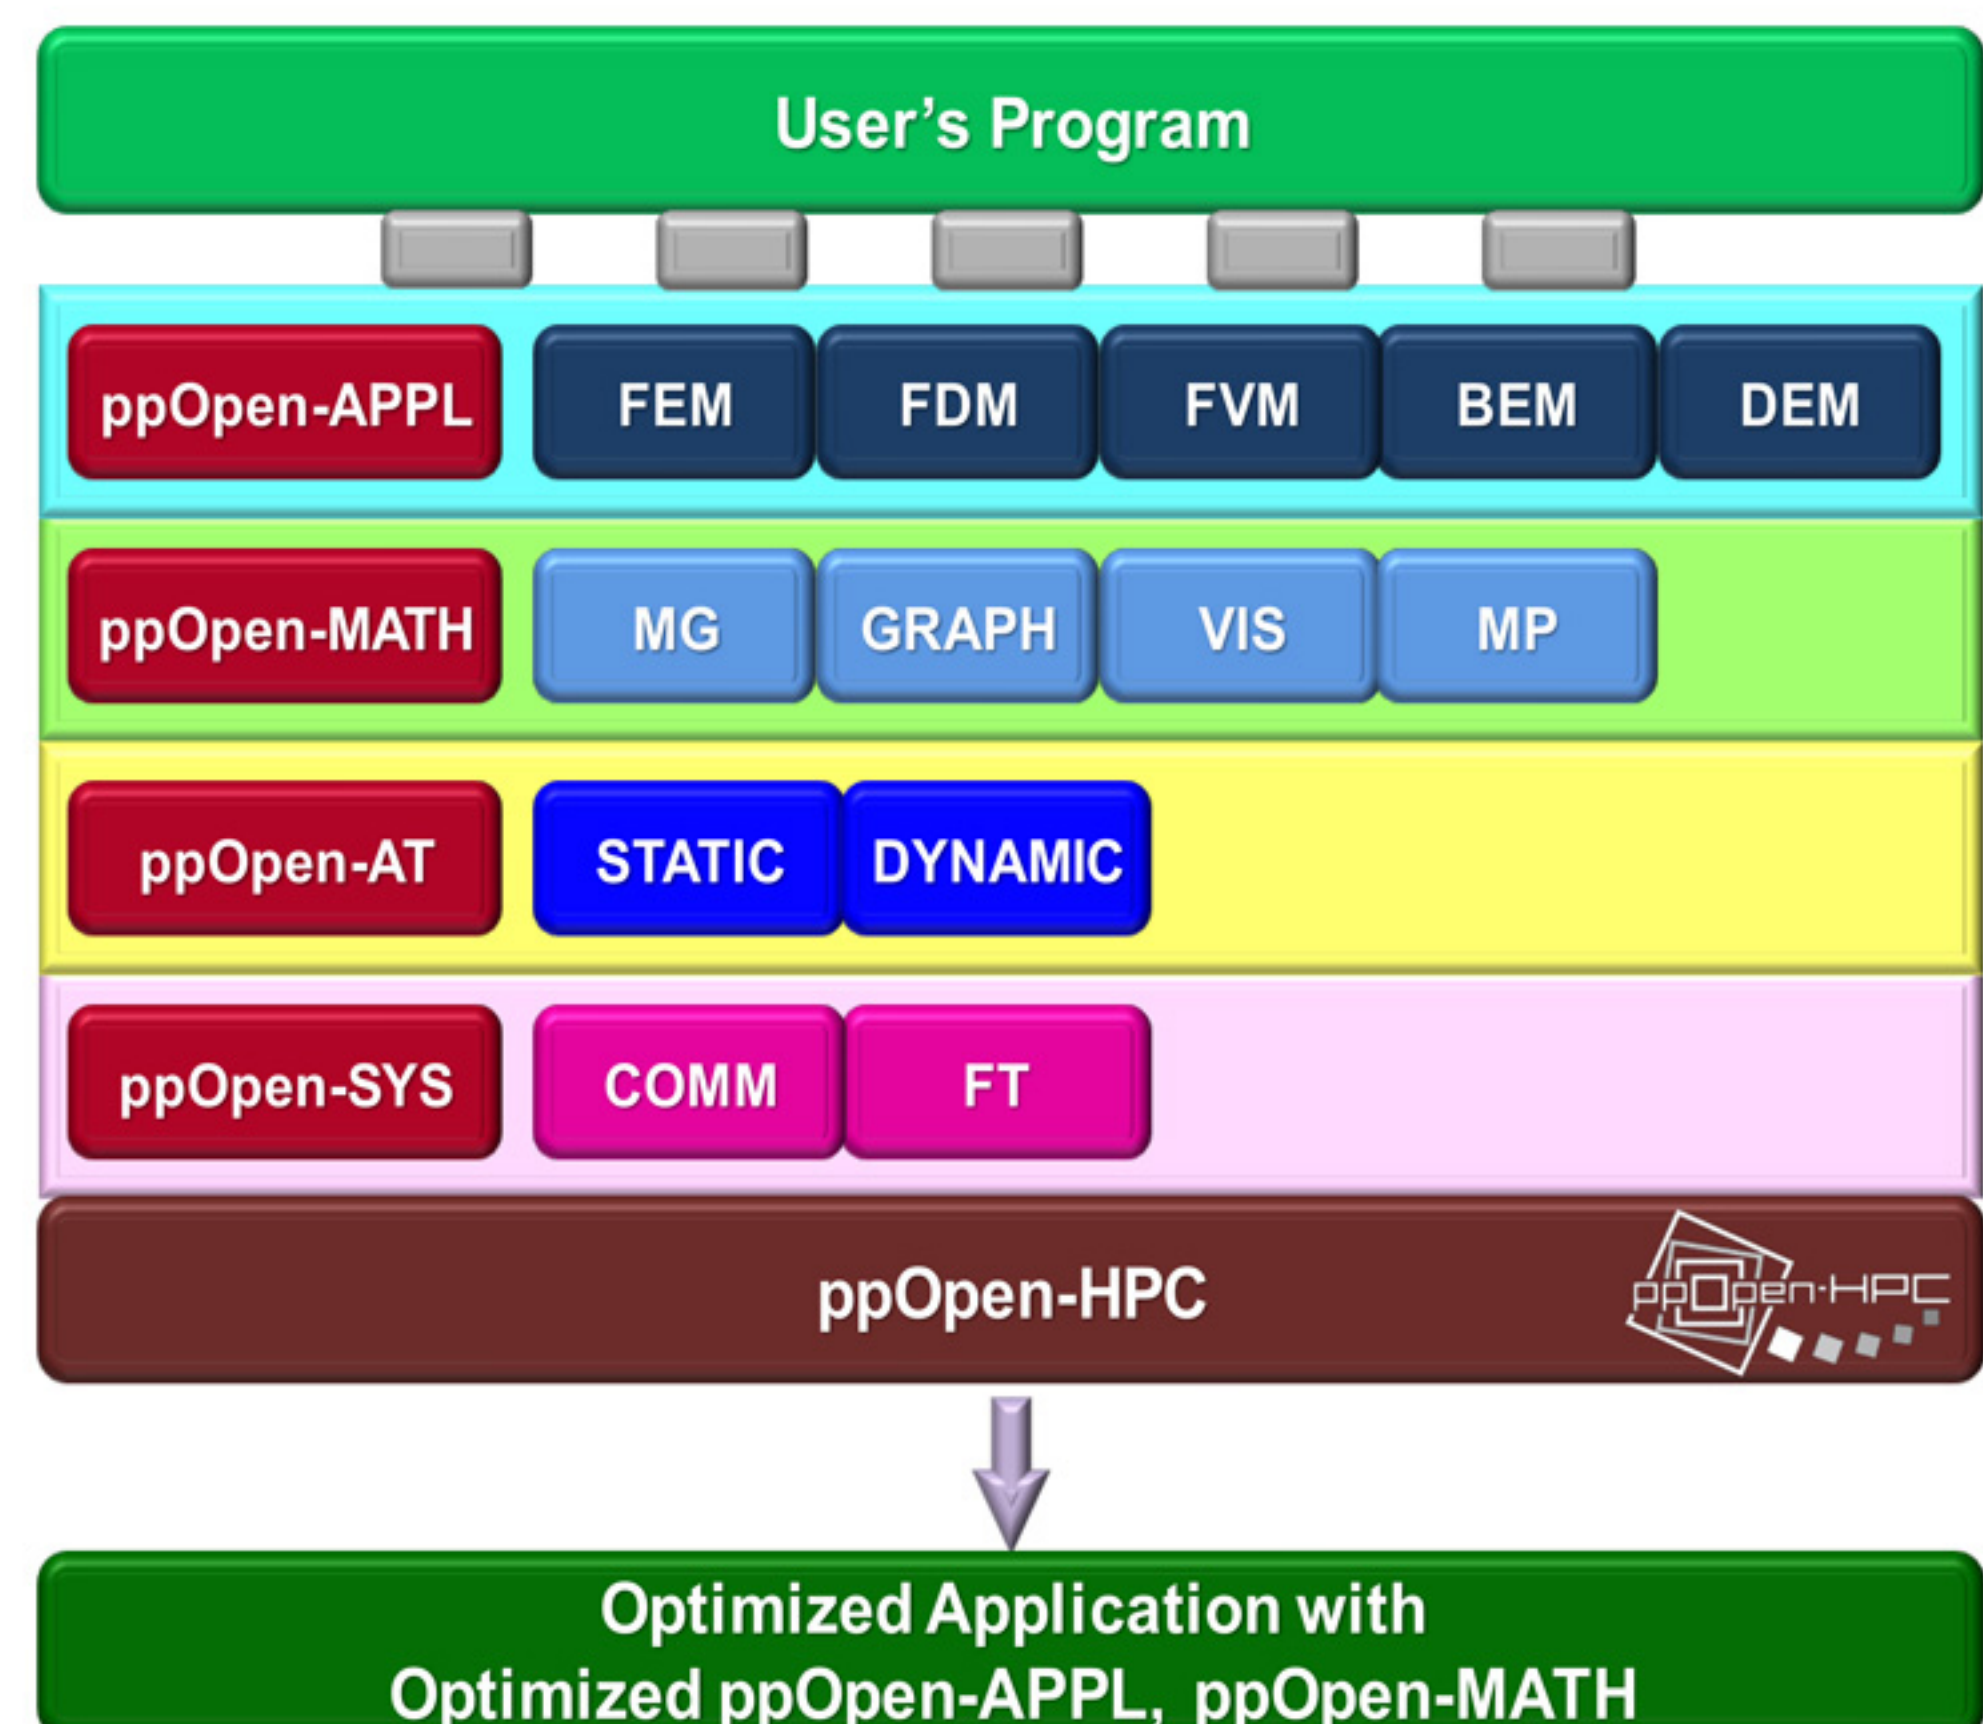 User’s Program
ppOpen-APPL FEM FDM FVM BEM DEM
ppOpen-MATH MG GRAPH VIS MP
ppOpen-AT STATIC DYNAMIC
ppOpen-SYS COMM FT
ppOpen-HPC ppOpen-HPC
Optimized Application with
Optimized ppOpen-APPL, ppOpen-MATH